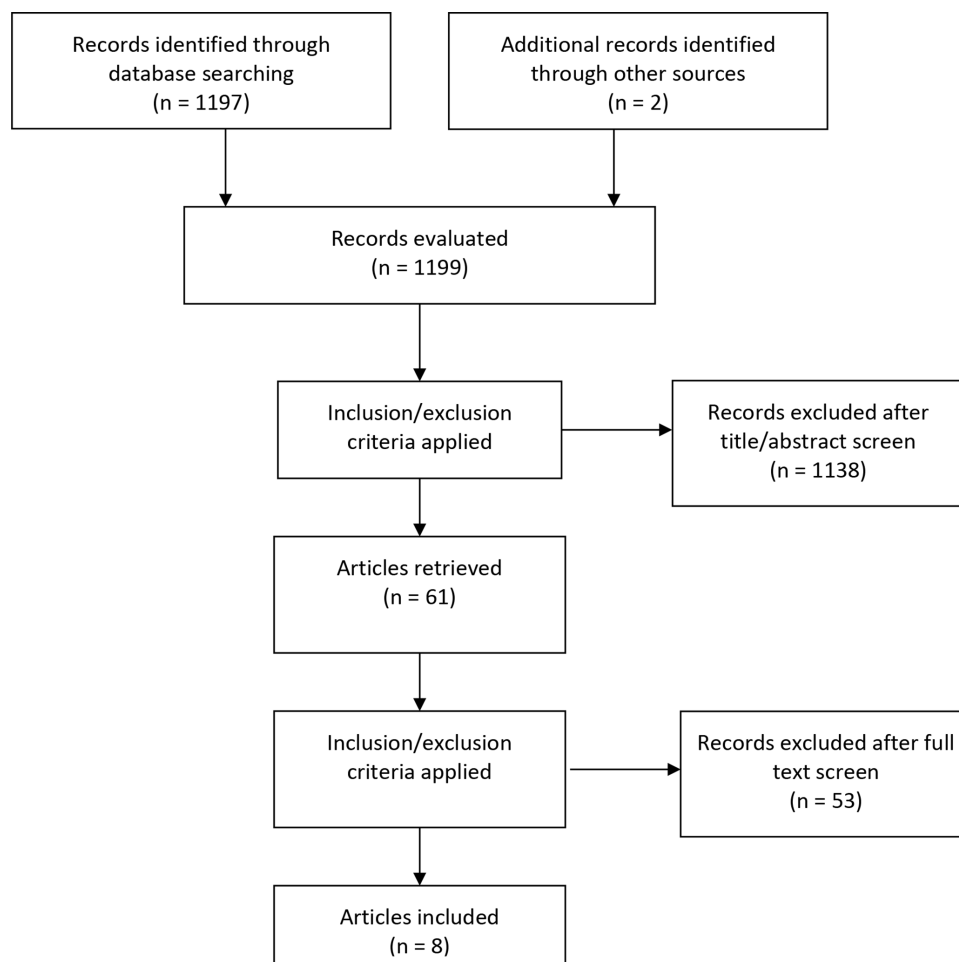 Records identified through
database searching
(n = 1197)
Additional records identified
through other sources
(n = 2)
Records evaluated
(n = 1199)
Inclusion/exclusion
criteria applied
Records excluded after
title/abstract screen
(n = 1138)
Articles retrieved
(n = 61)
Inclusion/exclusion
criteria applied
Records excluded after full
text screen
(n = 53)
Articles included
(n = 8)